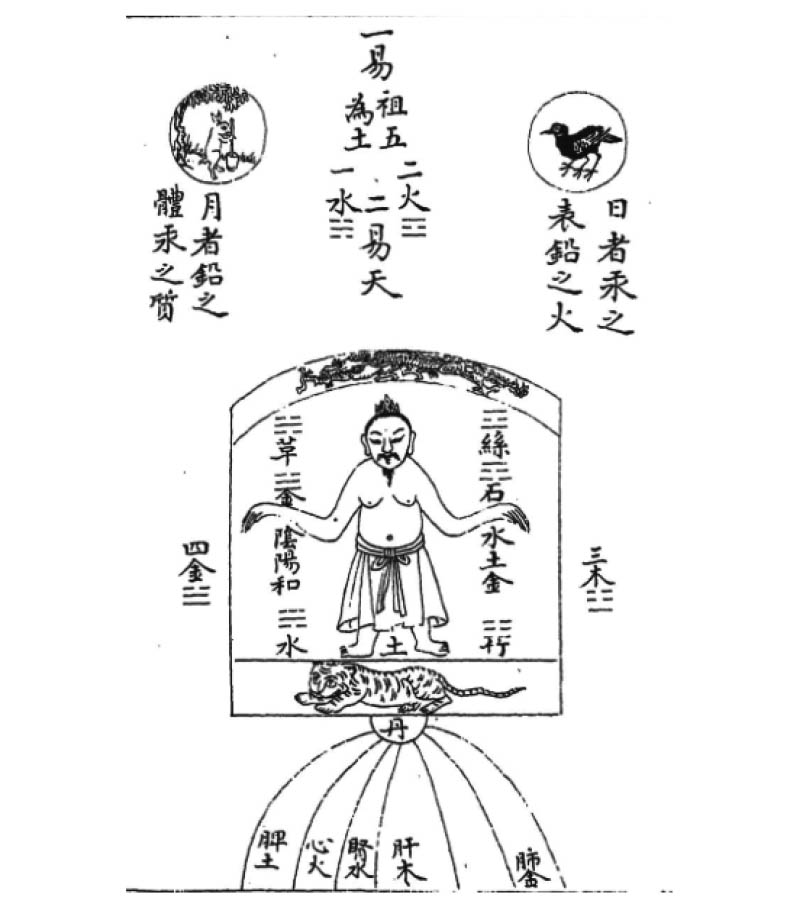 一易
祖五
為土
二火
一水
二易天
日者汞之
表鉛之火
月者鉛之
體汞之質
三木
絲
石
水土金
土
草
金
陰陽和
水
四金
丹
肺金
肝木
腎水
心火
脾土